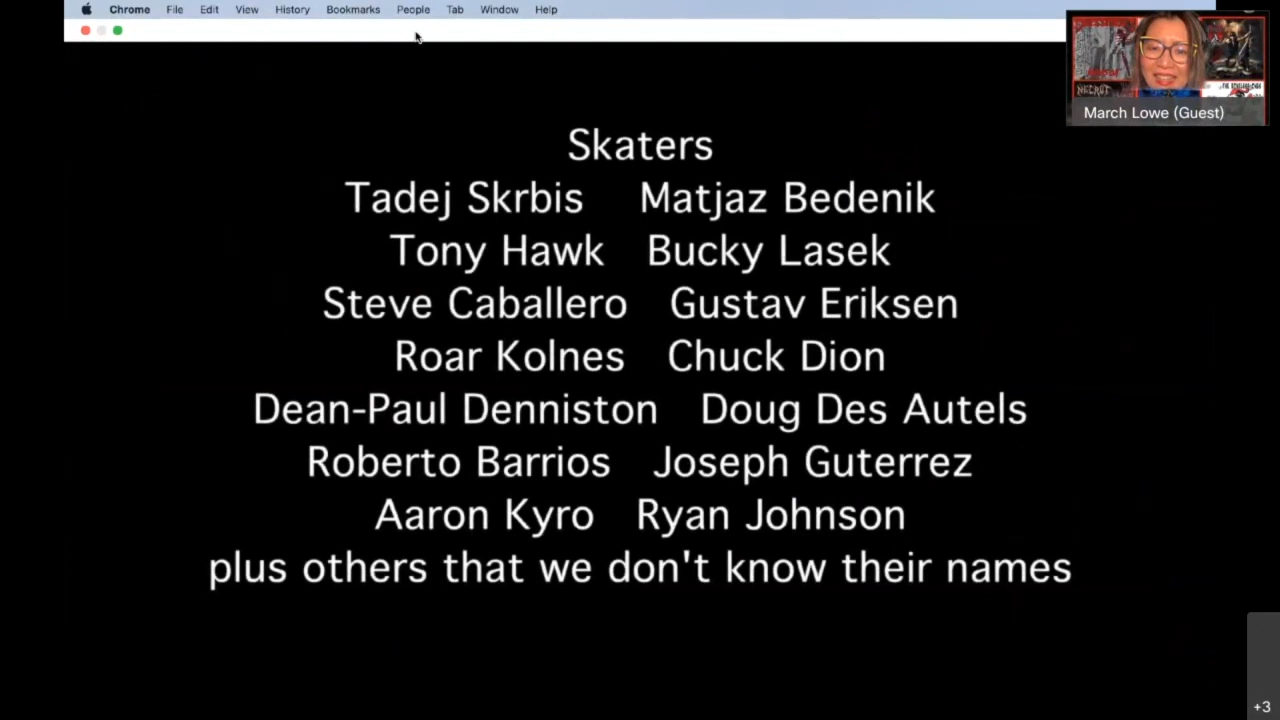 Chrome File Edit View History Bookmarks People Tab Window Help
NECROT
March Lowe (Guest)
Skaters
Tadej Skrbis Matjaz Bedenik
Tony Hawk Bucky Lasek
Steve Caballero Gustav Eriksen
Roar Kolnes Chuck Dion
Dean-Paul Denniston Doug Des Autels
Roberto Barrios Joseph Guterrez
Aaron Kyro Ryan Johnson
plus others that we don't know their names
+3